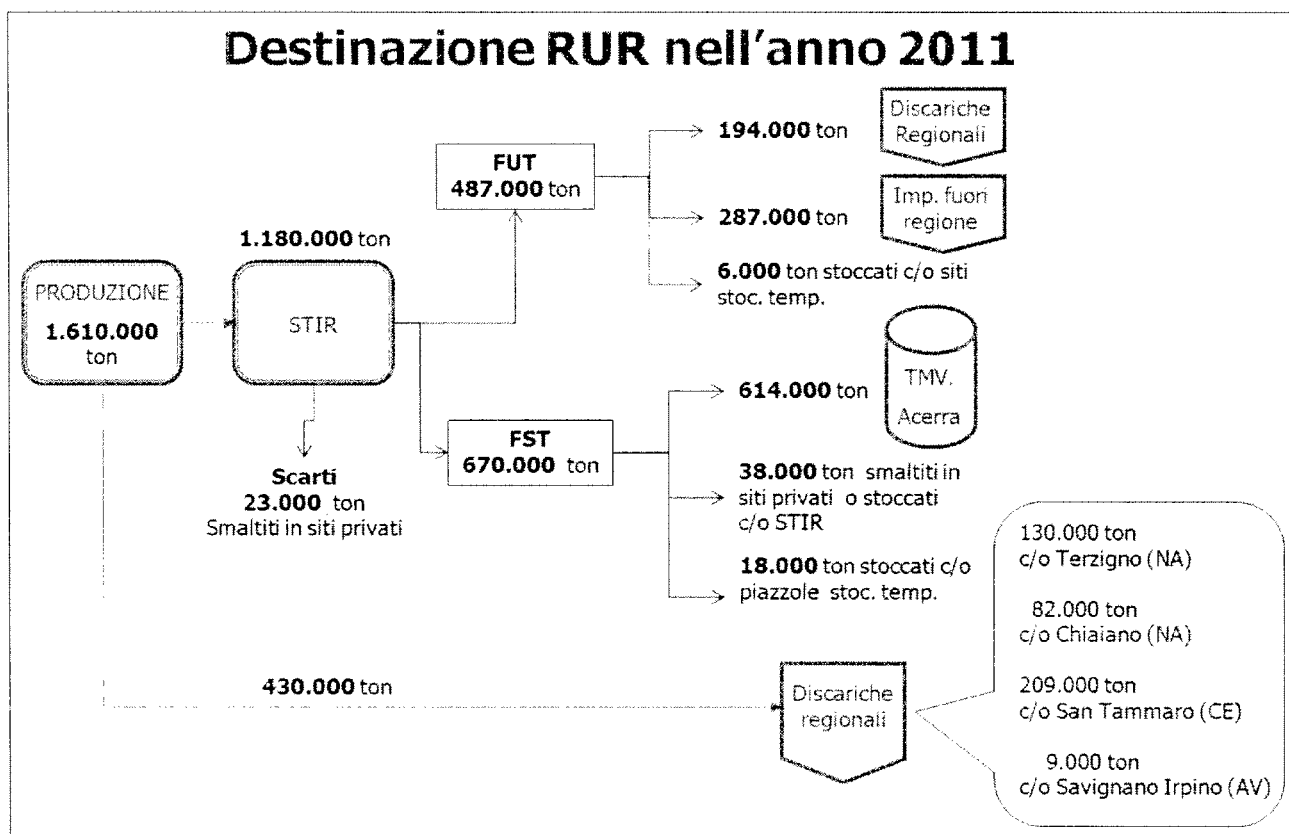 Destinazione RUR nell'anno 2011
194.000 ton
Discariche
Regionali
FUT
487.000 ton
287.000 ton
Imp. fuori
regione
1.180.000 ton
6.000 ton stoccati c/o siti
stoc. temp.
PRODUZIONE
1.610.000
ton
STIR
614.000 ton
TMV.
Acerra
FST
670.000 ton
Scarti
23.000 ton
Smaltiti in siti privati
38.000 ton smaltiti in
siti privati o stoccati
c/o STIR
18.000 ton stoccati c/o
piazzole stoc. temp.
430.000 ton
Discariche
regionali
130.000 ton
c/o Terzigno (NA)
82.000 ton
c/o Chiaiano (NA)
209.000 ton
c/o San Tammaro (CE)
9.000 ton
c/o Savignano Irpino (AV)